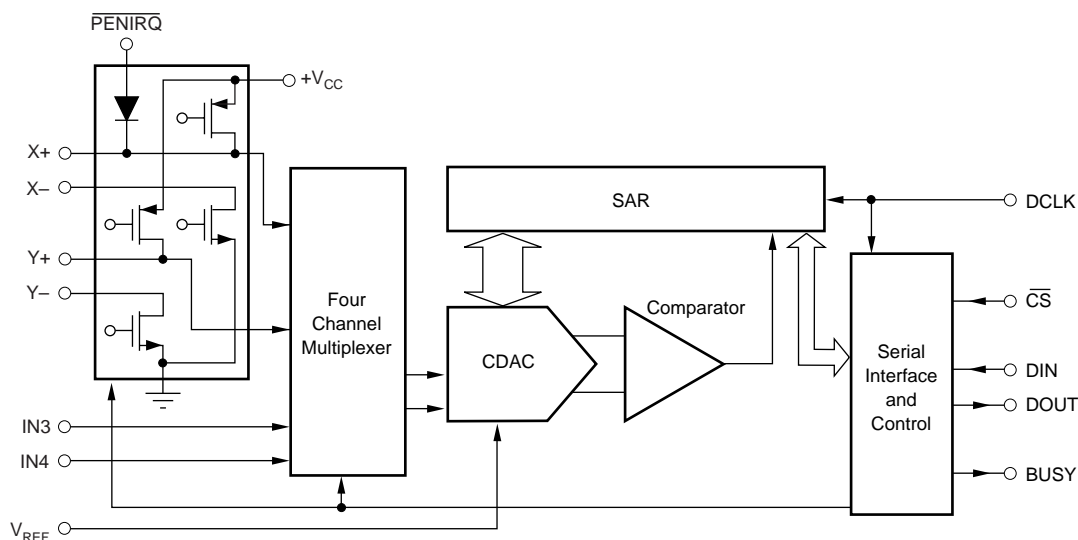 PENIRQ
+VCC
X+
X–
Y+
Y–
IN3
IN4
VREF
Four
Channel
Multiplexer
SAR
CDAC
Comparator
Serial
Interface
and
Control
DCLK
CS
DIN
DOUT
BUSY